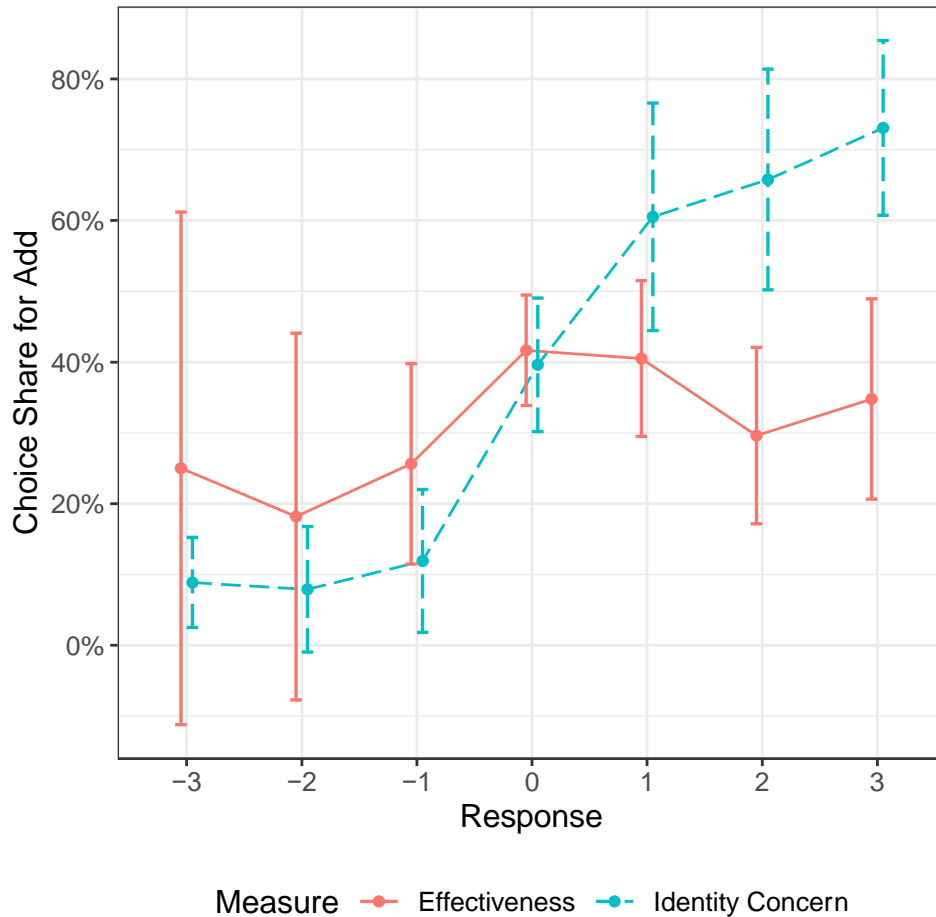 80%
60%
40%
20%
0%
Choice Share for Add
−3 −2 −1 0 1 2 3
Response
Measure Effectiveness Identity Concern